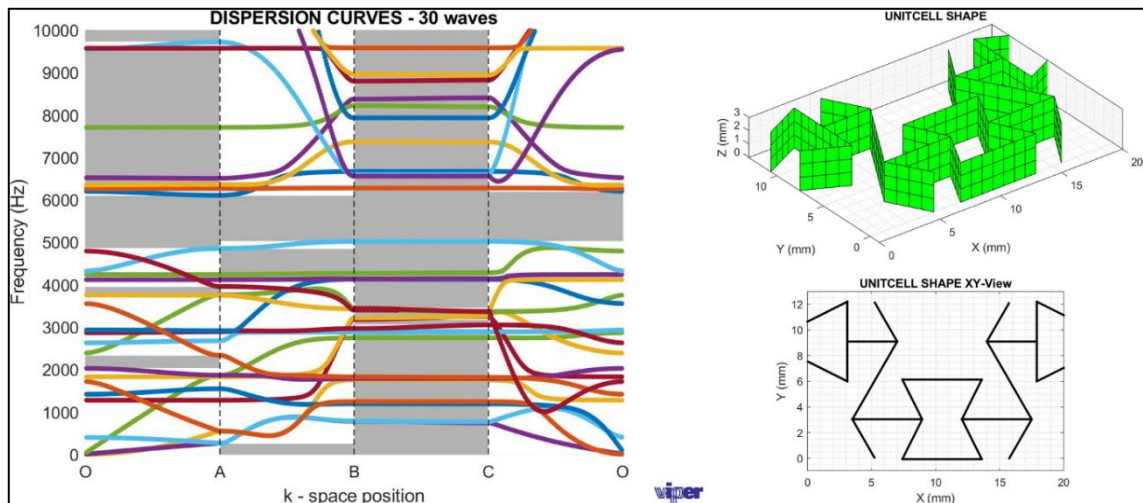 DISPERSION CURVES - 30 waves
10000
9000
8000
7000
6000
5000
4000
3000
2000
1000
0
Frequency (Hz)
O A B C O
k - space position
viper
UNITCELL SHAPE
3
2
1
0
Z (mm)
10
5
0
Y (mm)
0
5
10
15
20
X (mm)
UNITCELL SHAPE XY-View
12
10
8
6
4
2
0
Y (mm)
0 5 10 15 20
X (mm)